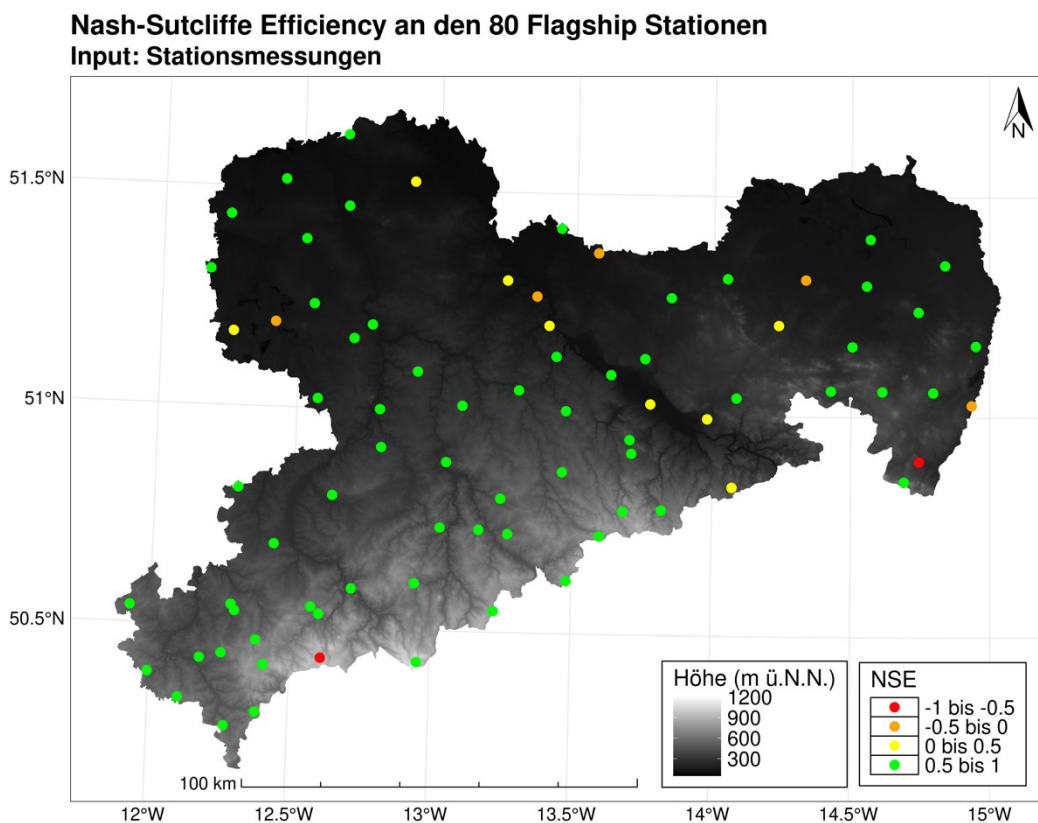 Nash-Sutcliffe Efficiency an den 80 Flagship Stationen
Input: Stationsmessungen
N
51.5°N
51°N
50.5°N
100 km
Höhe (m ü.N.N.)
1200
900
600
300
NSE
-1 bis -0.5
-0.5 bis 0
0 bis 0.5
0.5 bis 1
12°W 12.5°W 13°W 13.5°W 14°W 14.5°W 15°W